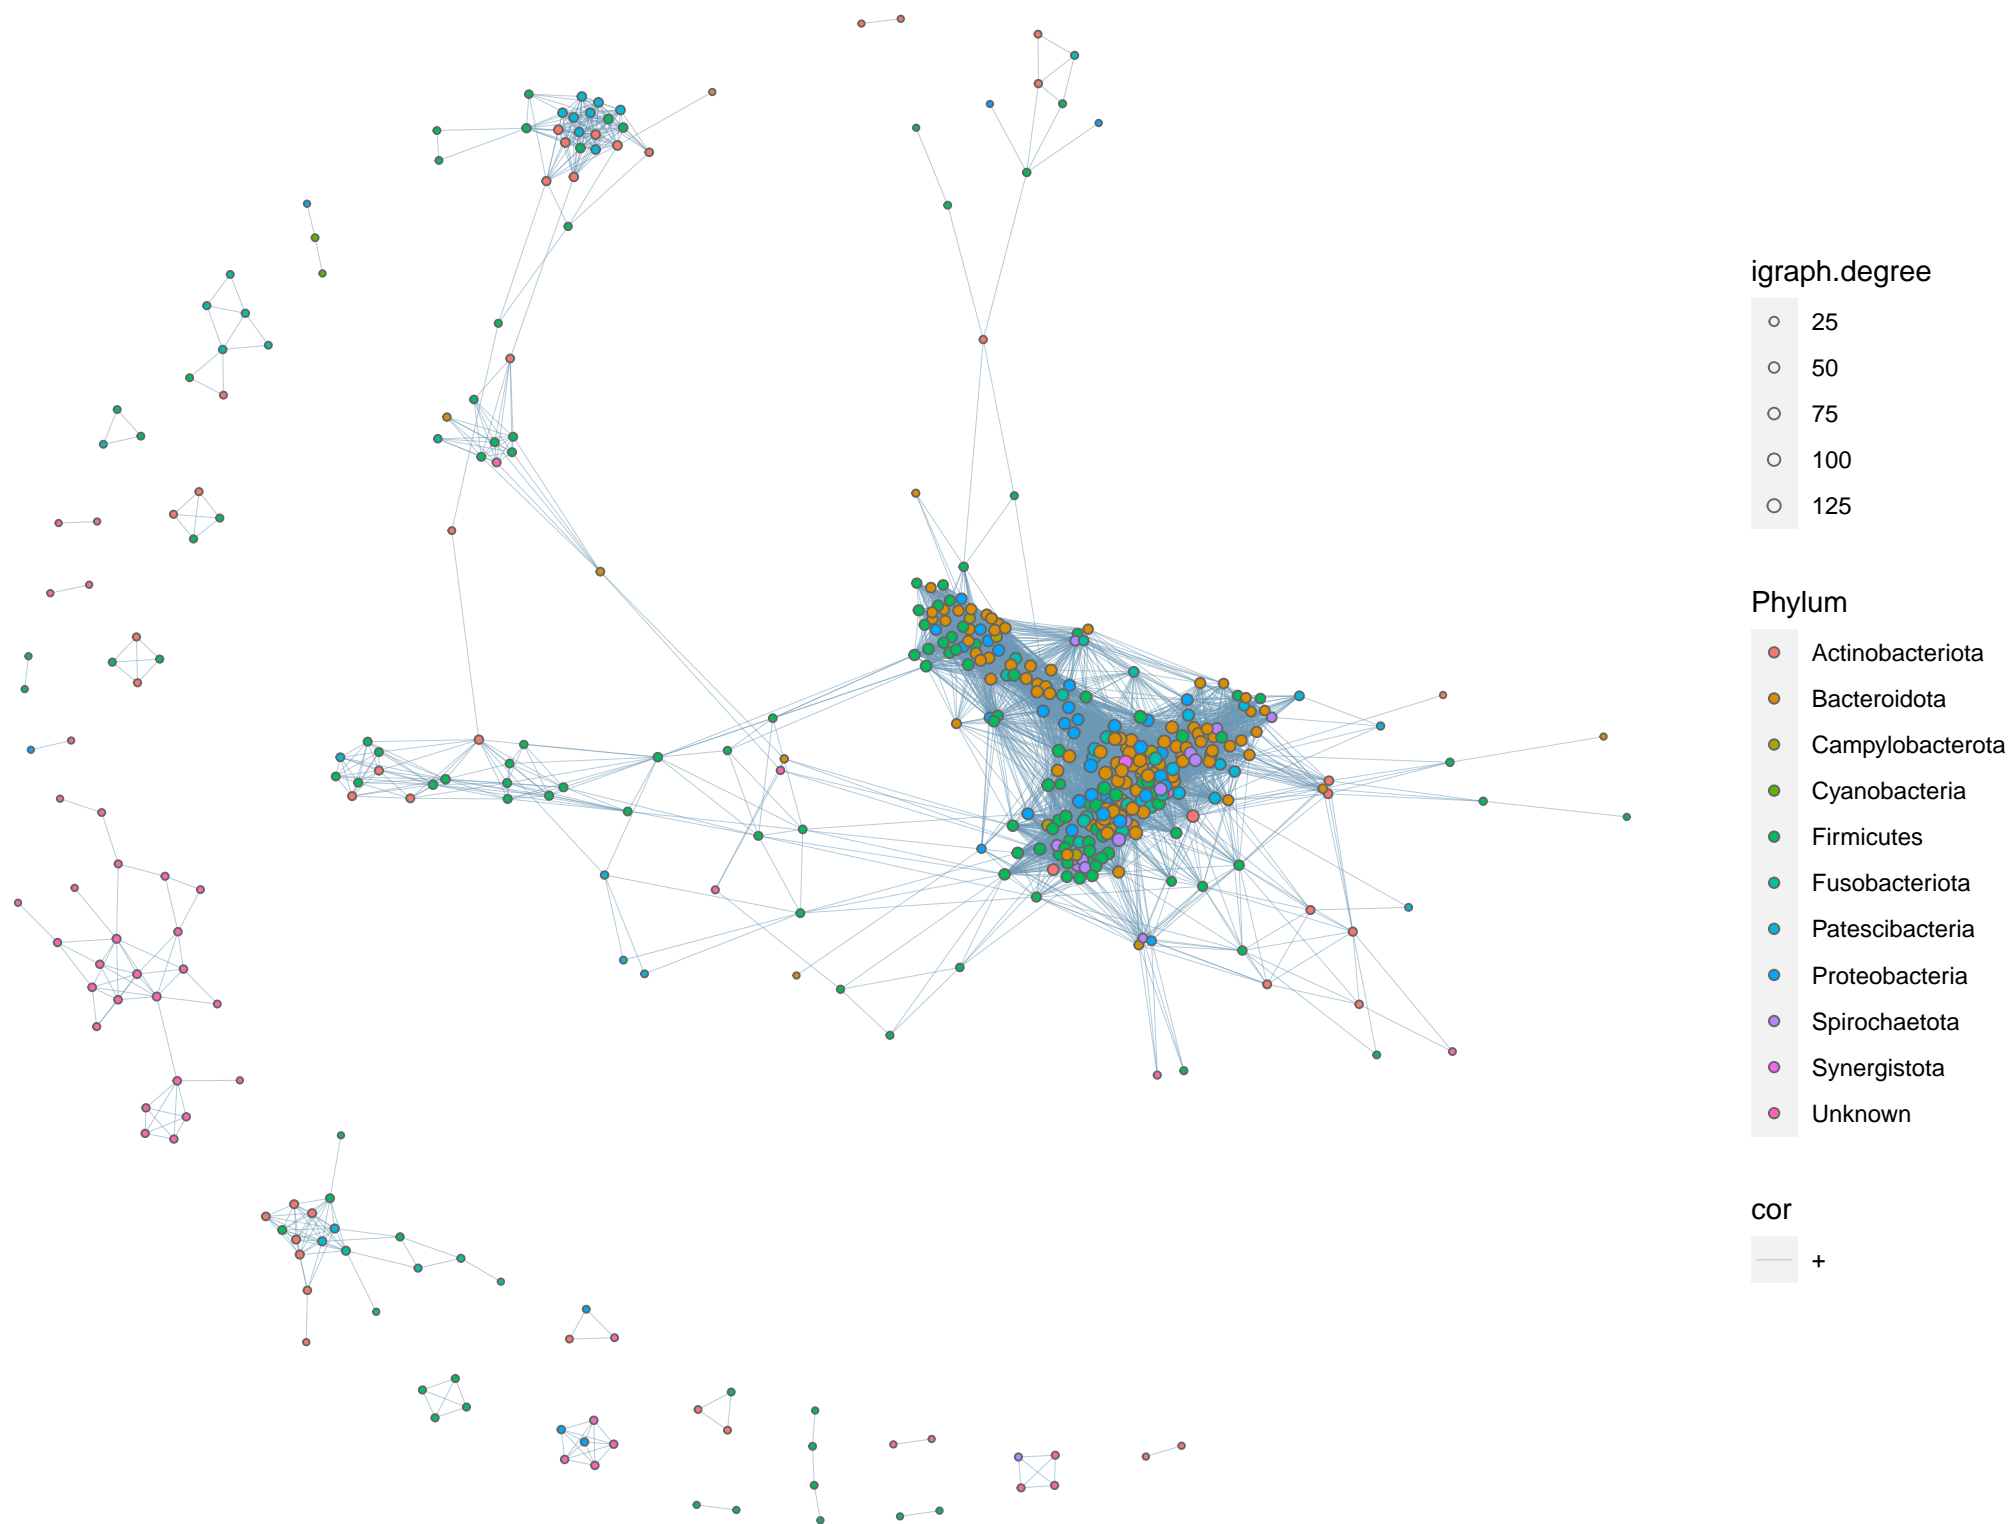 igraph.degree
25
50
75
100
125
Phylum
Actinobacteriota
Bacteroidota
Campylobacterota
Cyanobacteria
Firmicutes
Fusobacteriota
Patescibacteria
Proteobacteria
Spirochaetota
Synergistota
Unknown
cor
+